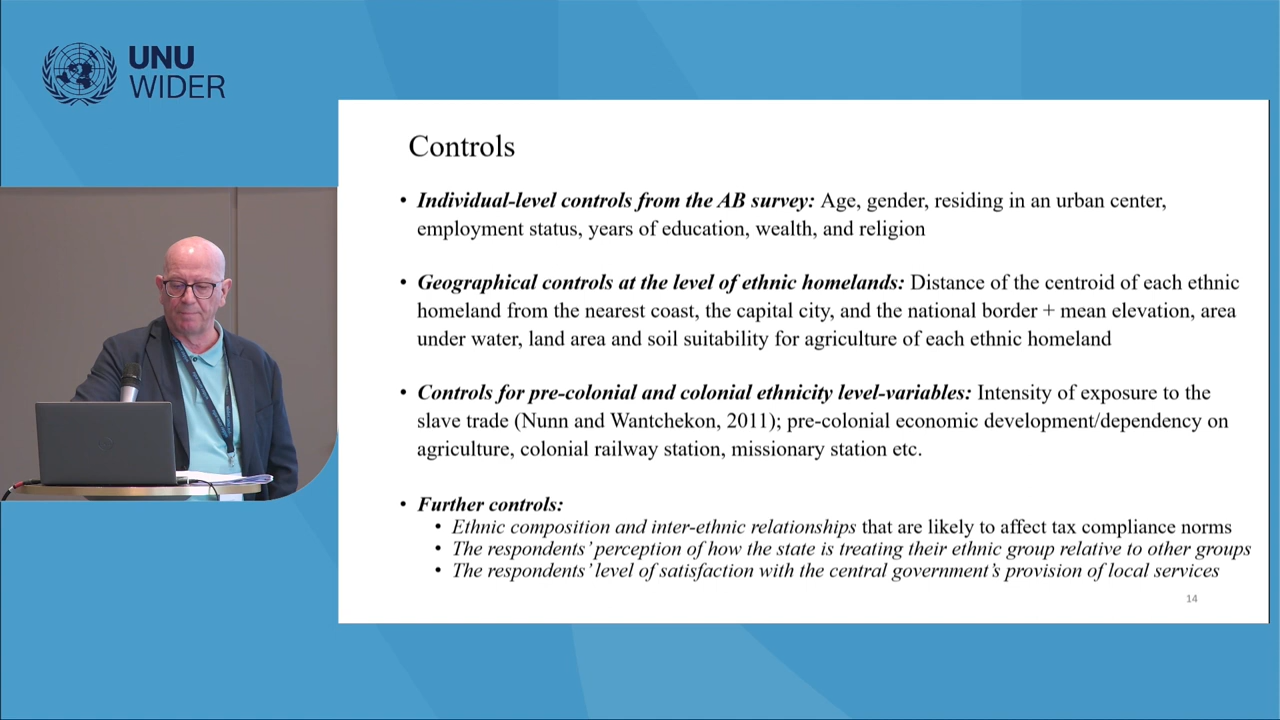 UNU
WIDER
Controls
• Individual-level controls from the AB survey: Age, gender, residing in an urban center,
employment status, years of education, wealth, and religion
• Geographical controls at the level of ethnic homelands: Distance of the centroid of each ethnic
homeland from the nearest coast, the capital city, and the national border + mean elevation, area
under water, land area and soil suitability for agriculture of each ethnic homeland
• Controls for pre-colonial and colonial ethnicity level-variables: Intensity of exposure to the
slave trade (Nunn and Wantchekon, 2011); pre-colonial economic development/dependency on
agriculture, colonial railway station, missionary station etc.
• Further controls:
• Ethnic composition and inter-ethnic relationships that are likely to affect tax compliance norms
• The respondents' perception of how the state is treating their ethnic group relative to other groups
• The respondents' level of satisfaction with the central government's provision of local services
14